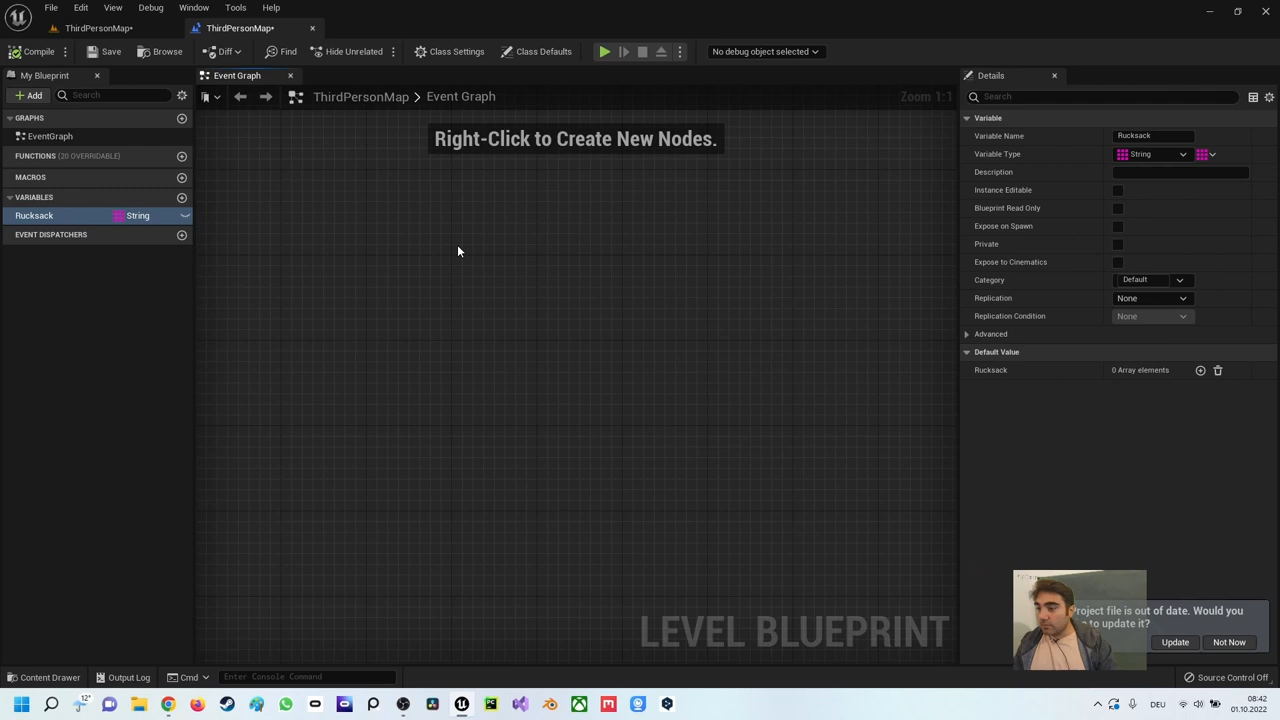 File Edit View Debug Window Tools Help
ThirdPersonMap• ThirdPersonMap•
Compile Save Browse Diff Find Hide Unrelated Class Settings Class Defaults No debug object selected
My Blueprint Event Graph Details
Add Search ThirdPersonMap > Event Graph Zoom 1:1 Search
Right-Click to Create New Nodes.
GRAPHS
EventGraph
FUNCTIONS (20 OVERRIDABLE)
MACROS
VARIABLES
Rucksack String
EVENT DISPATCHERS
Variable
Variable Name Rucksack
Variable Type String
Description
Instance Editable
Blueprint Read Only
Expose on Spawn
Private
Expose to Cinematics
Category Default
Replication None
Replication Condition None
Advanced
Default Value
Rucksack 0 Array elements
LEVEL BLUEPRINT
Project file is out of date. Would you
to update it?
Update Not Now
Content Drawer Output Log Cmd Enter Console Command Source Control Off
12° DEU 08:42
01.10.2022